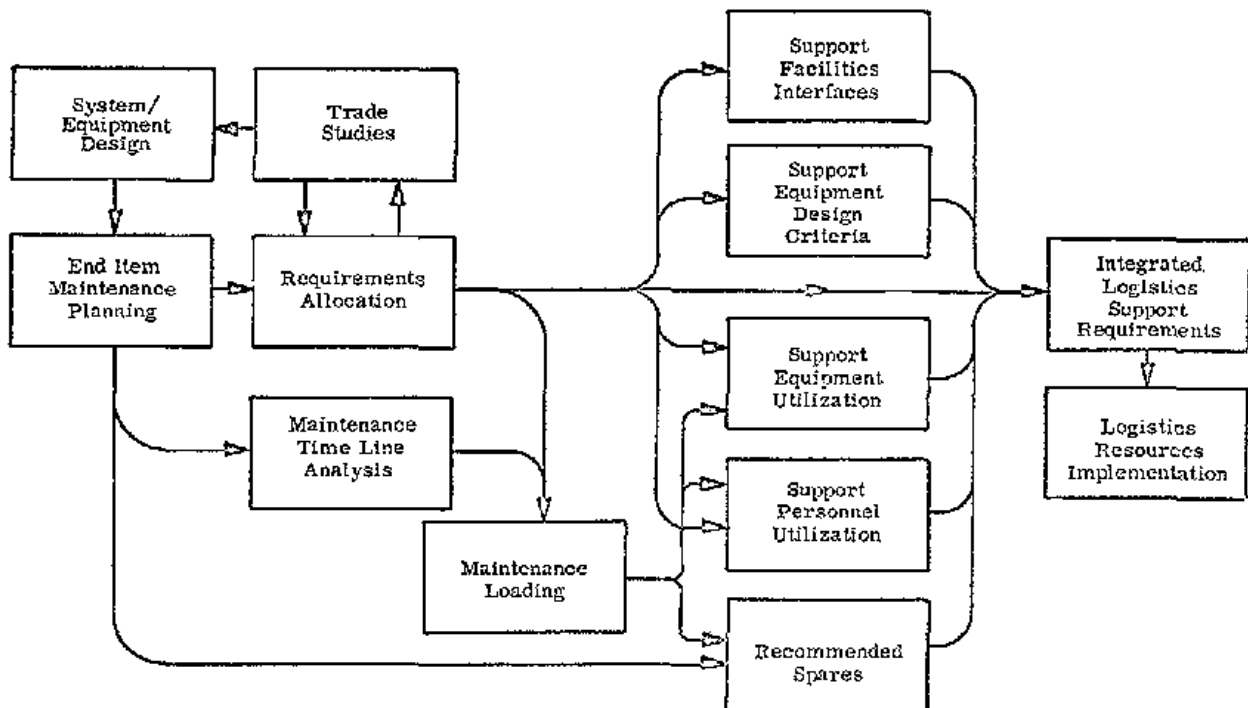 System/
Equipment
Design
Trade
Studies
End Item
Maintenance
Planning
Requirements
Allocation
Maintenance
Time Line
Analysis
Maintenance
Loading
Support
Facilities
Interfaces
Support
Equipment
Design
Criteria
Support
Equipment
Utilization
Support
Personnel
Utilization
Recommended
Spares
Integrated
Logistics
Support
Requirements
Logistics
Resources
Implementation